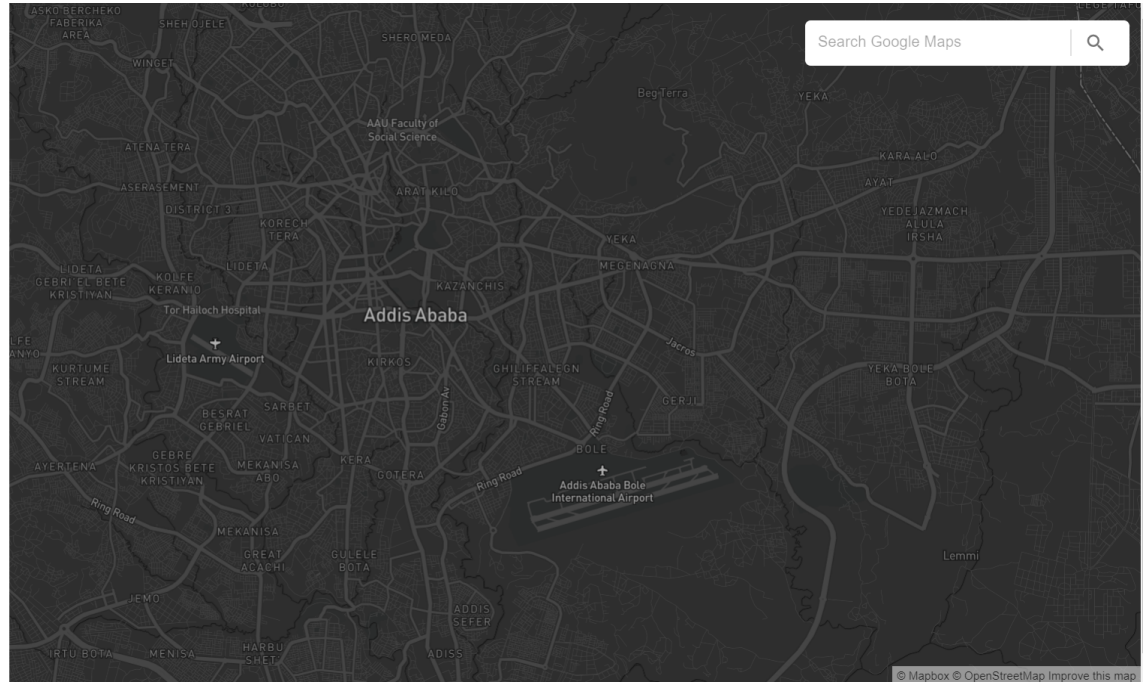 ASKO BERCHEKO
FABERIKA
AREA
SHEH OJELE
SHERO MEDA
Search Google Maps
WINGET
Beg Terra
YEKA
AAU Faculty of
Social Science
ATENA TERA
KARA ALO
ASERASEMENT
ARAT KILO
AYAT
DISTRICT 3
YEDEJAZMACH
ALULA
IRSHA
KORECH
TERA
YEKA
LIDETA
GEBRI EL BETE
KRISTIYAN
KOLFE
KERANIO
LIDETA
MEGENAGNA
KAZANCHIS
Tor Hailoch Hospital
Addis Ababa
LFE
ANYO
Lideta Army Airport
Jacros
KURTUME
STREAM
KIRKOS
GHILIFFALEGN
STREAM
YEKA BOLE
BOTA
BESRAT
GEBRIEL
SARBET
Gabon Av
Ring Road
GERJI
VATICAN
BOLE
AYERTENA
GEBRE
KRISTOS BETE
KRISTIYAN
MEKANISA
ABO
KERA
GOTERA
Ring Road
Addis Ababa Bole
International Airport
Ring Road
MEKANISA
GREAT
ACACHI
GULELE
BOTA
Lemmi
JEMO
ADDIS
SEFER
IRTU BOTA
MENISA
HARBU
SHET
ADISS
© Mapbox © OpenStreetMap Improve this map